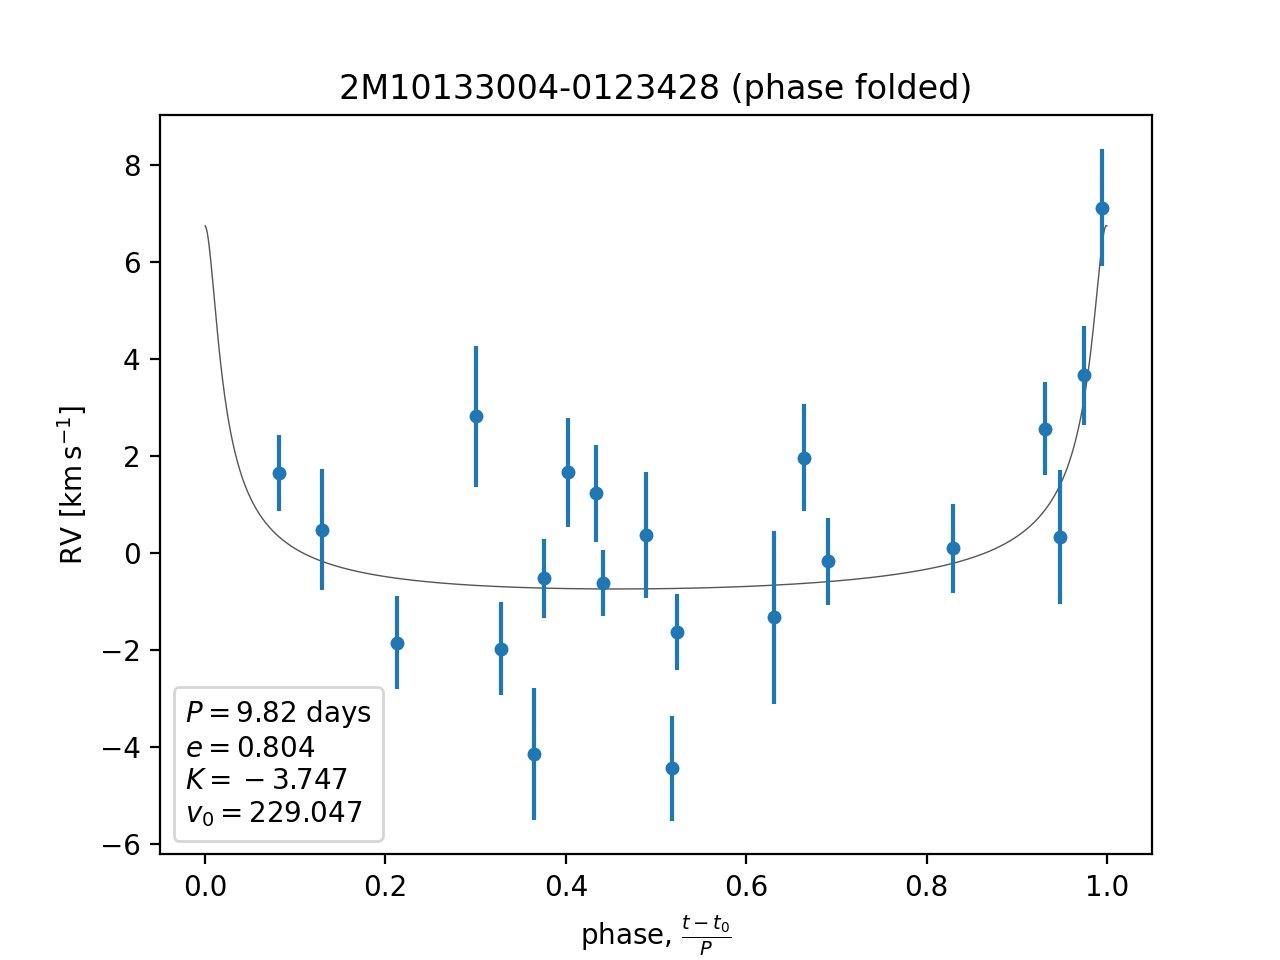 2M10133004-0123428 (phase folded)
8
6
4
2
0
−2
−4
−6
RV [km s⁻¹]
P = 9.82 days
e = 0.804
K = −3.747
v₀ = 229.047
0.0 0.2 0.4 0.6 0.8 1.0
phase, (t − t₀)/P